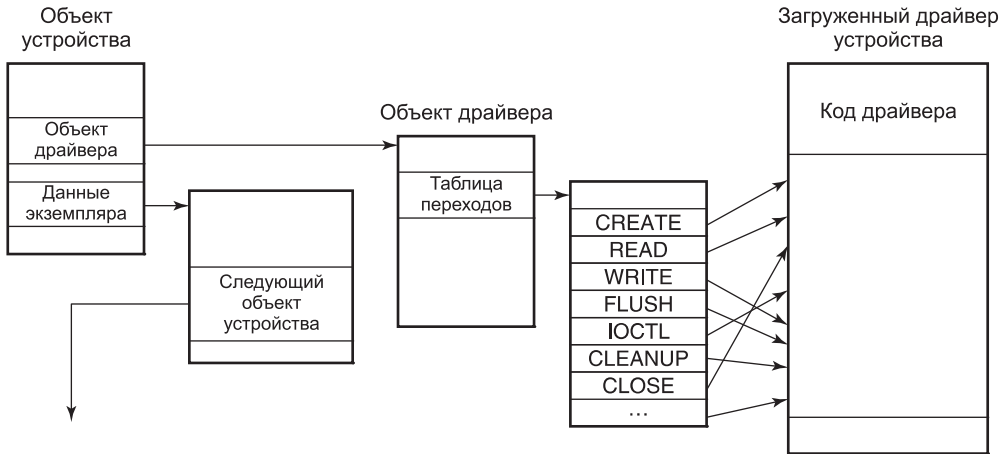 Объект
устройства
Объект
драйвера
Данные
экземпляра
Следующий
объект
устройства
Объект драйвера
Таблица
переходов
CREATE
READ
WRITE
FLUSH
IOCTL
CLEANUP
CLOSE
...
Загруженный драйвер
устройства
Код драйвера